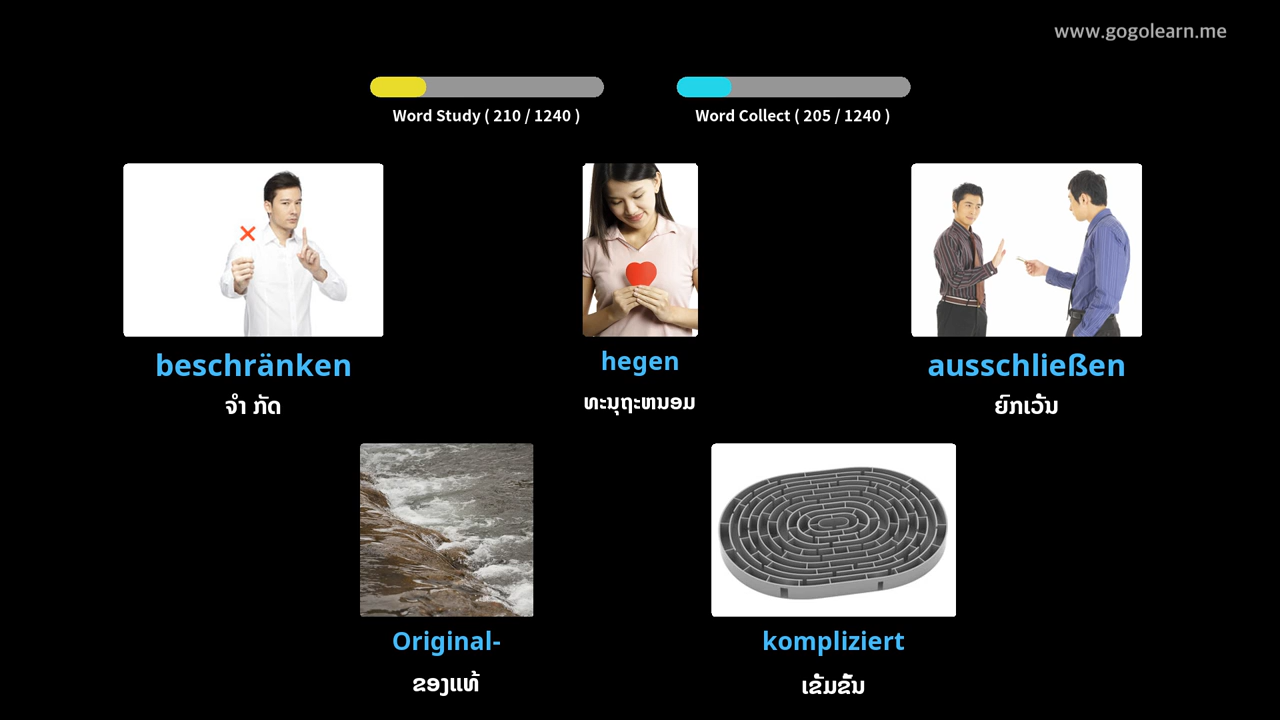 www.gogolearn.me
Word Study ( 210 / 1240 )
Word Collect ( 205 / 1240 )
beschränken
ຈຳ ກັດ
hegen
ທະນຸຖະຫນອມ
ausschließen
ຍົກເວັ້ນ
Original-
ຂອງແທ້
kompliziert
ເຂັ້ມຂົ້ນ